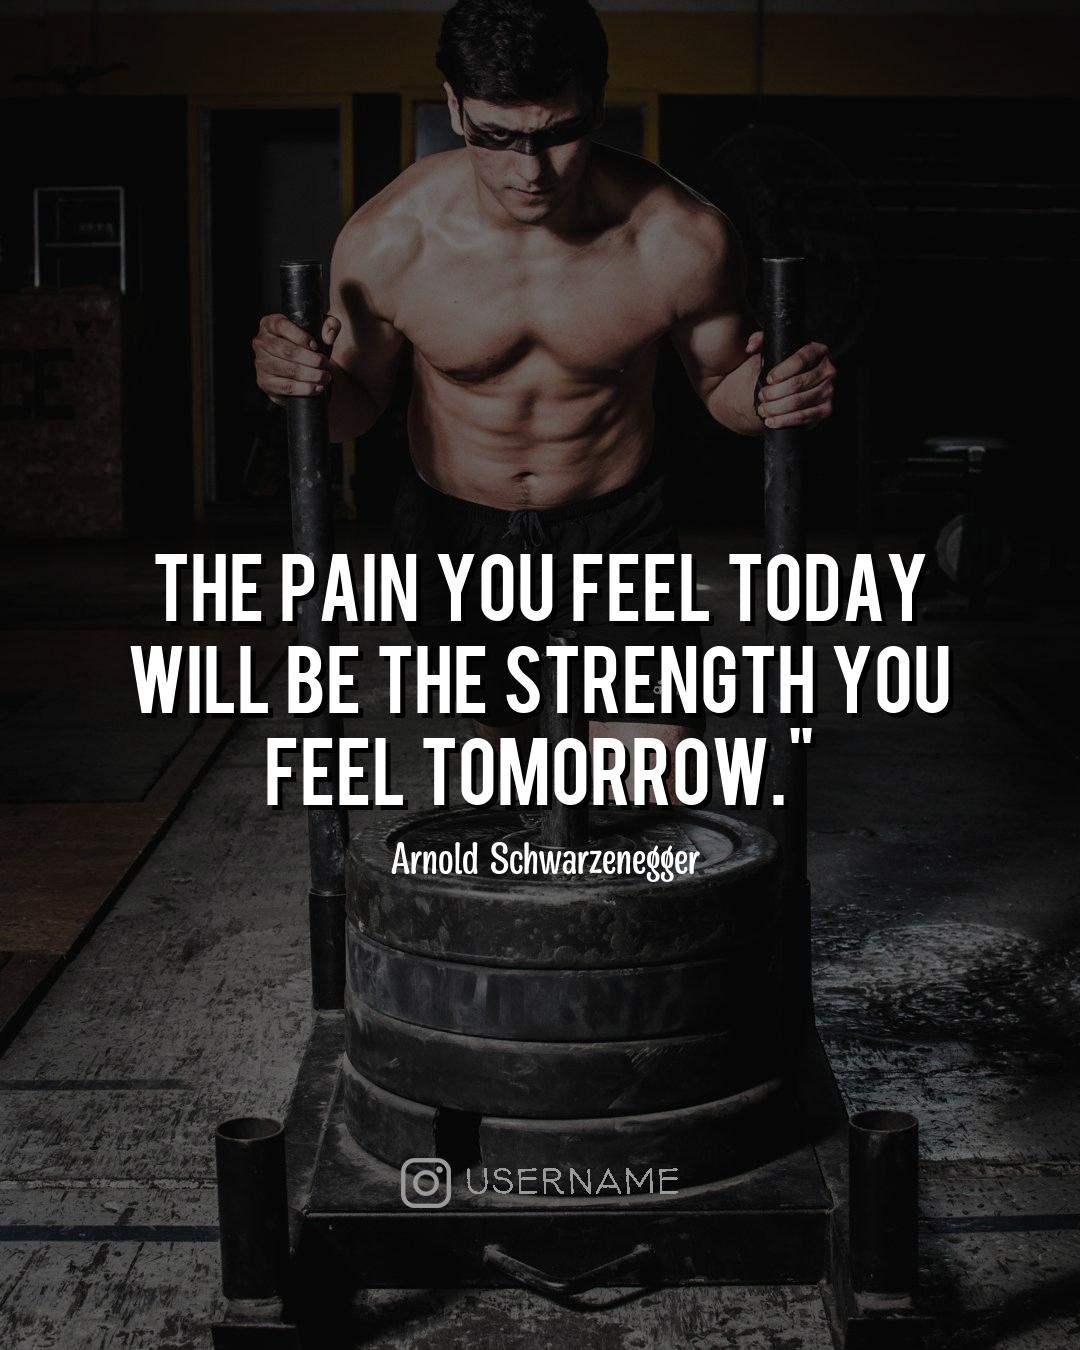 THE PAIN YOU FEEL TODAY
WILL BE THE STRENGTH YOU
FEEL TOMORROW."
Arnold Schwarzenegger
USERNAME